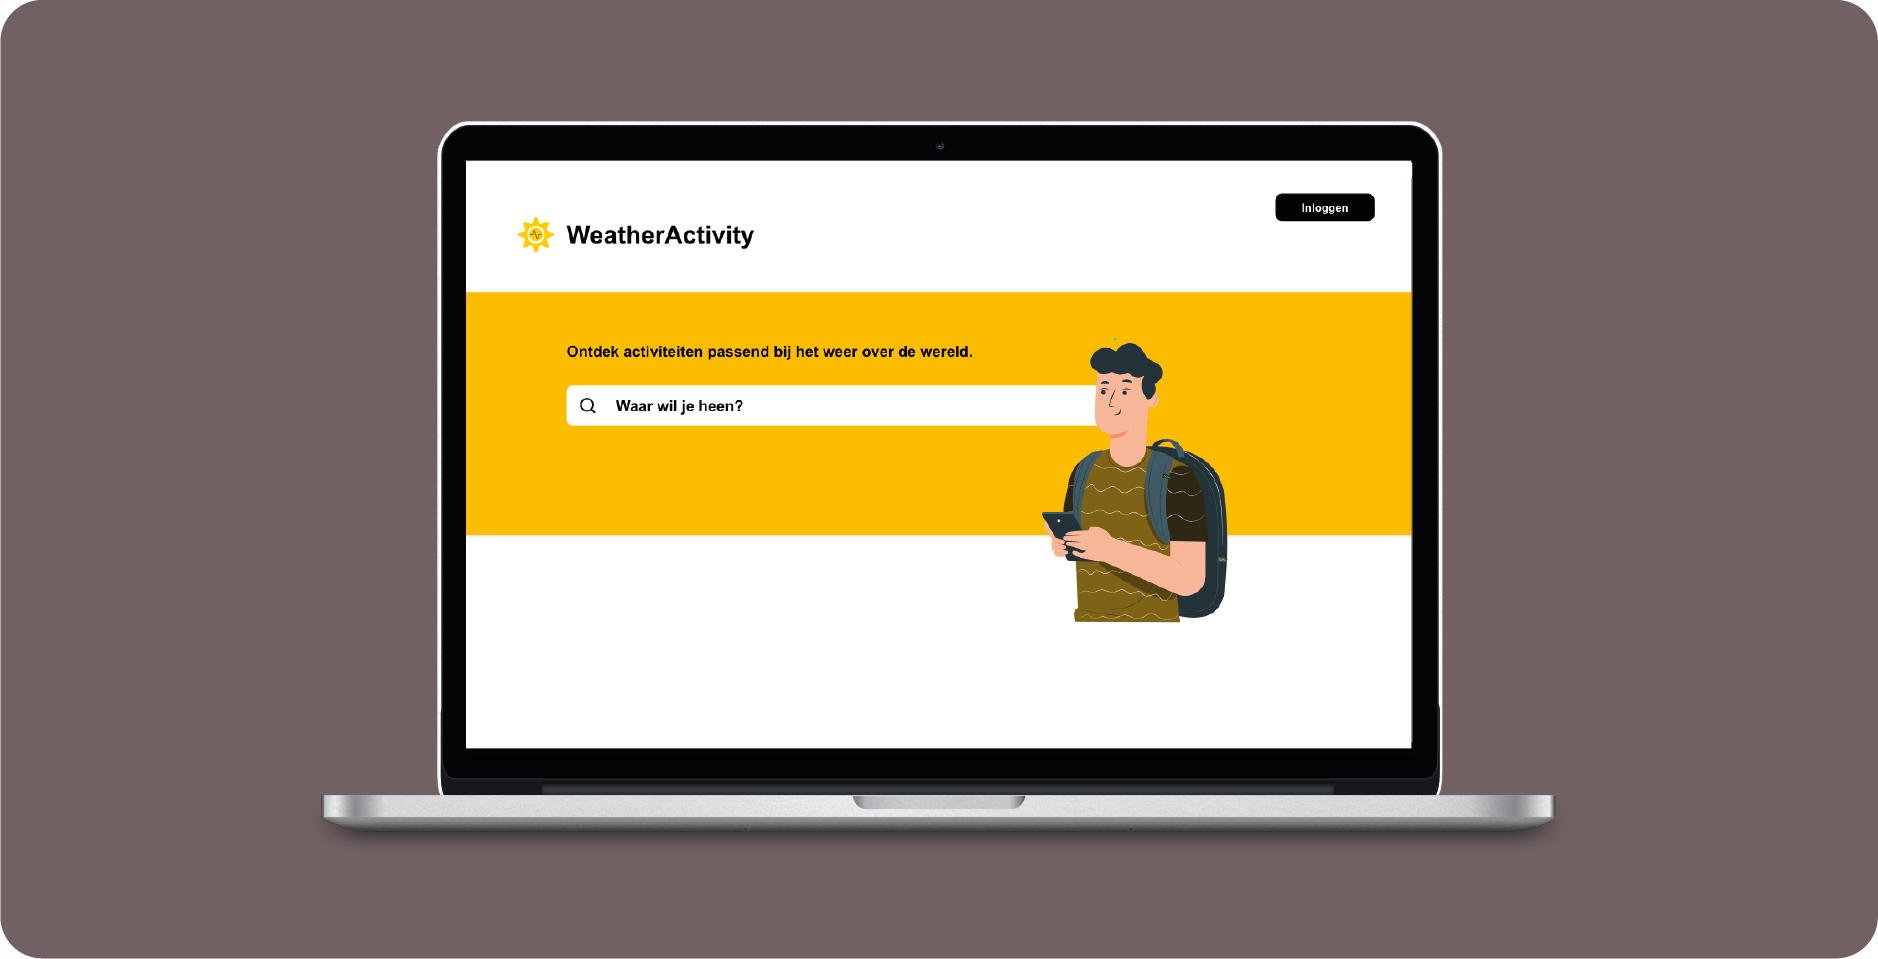 Inloggen
WeatherActivity
Ontdek activiteiten passend bij het weer over de wereld.
Waar wil je heen?